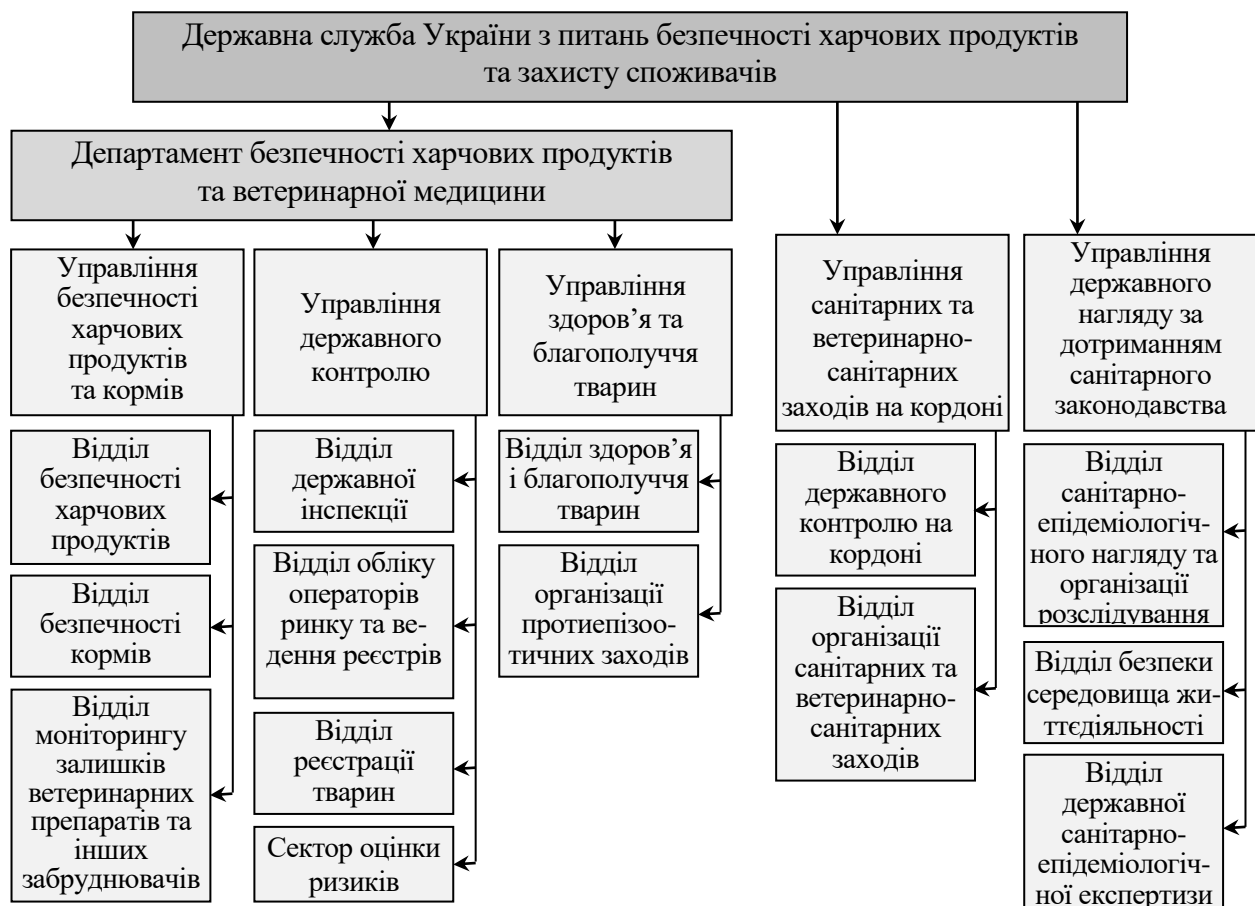 Державна служба України з питань безпечності харчових продуктів
та захисту споживачів
Департамент безпечності харчових продуктів
та ветеринарної медицини
Управління
безпечності
харчових
продуктів
та кормів
Відділ
безпечності
харчових
продуктів
Відділ
безпечності
кормів
Відділ
моніторингу
залишків
ветеринарних
препаратів та
інших
забруднювачів
Управління
державного
контролю
Відділ
державної
інспекції
Відділ обліку
операторів
ринку та ве-
дення реєстрів
Відділ
реєстрації
тварин
Сектор оцінки
ризиків
Управління
здоров’я та
благополуччя
тварин
Відділ здоров’я
і благополуччя
тварин
Відділ
організації
протиепізоо-
тичних заходів
Управління
санітарних та
ветеринарно-
санітарних
заходів на кордоні
Відділ
державного
контролю на
кордоні
Відділ
організації
санітарних та
ветеринарно-
санітарних
заходів
Управління
державного
нагляду за
дотриманням
санітарного
законодавства
Відділ
санітарно-
епідеміологіч-
ного нагляду та
організації
розслідування
Відділ безпеки
середовища жи-
ттєдіяльності
Відділ
державної
санітарно-
епідеміологіч-
ної експертизи